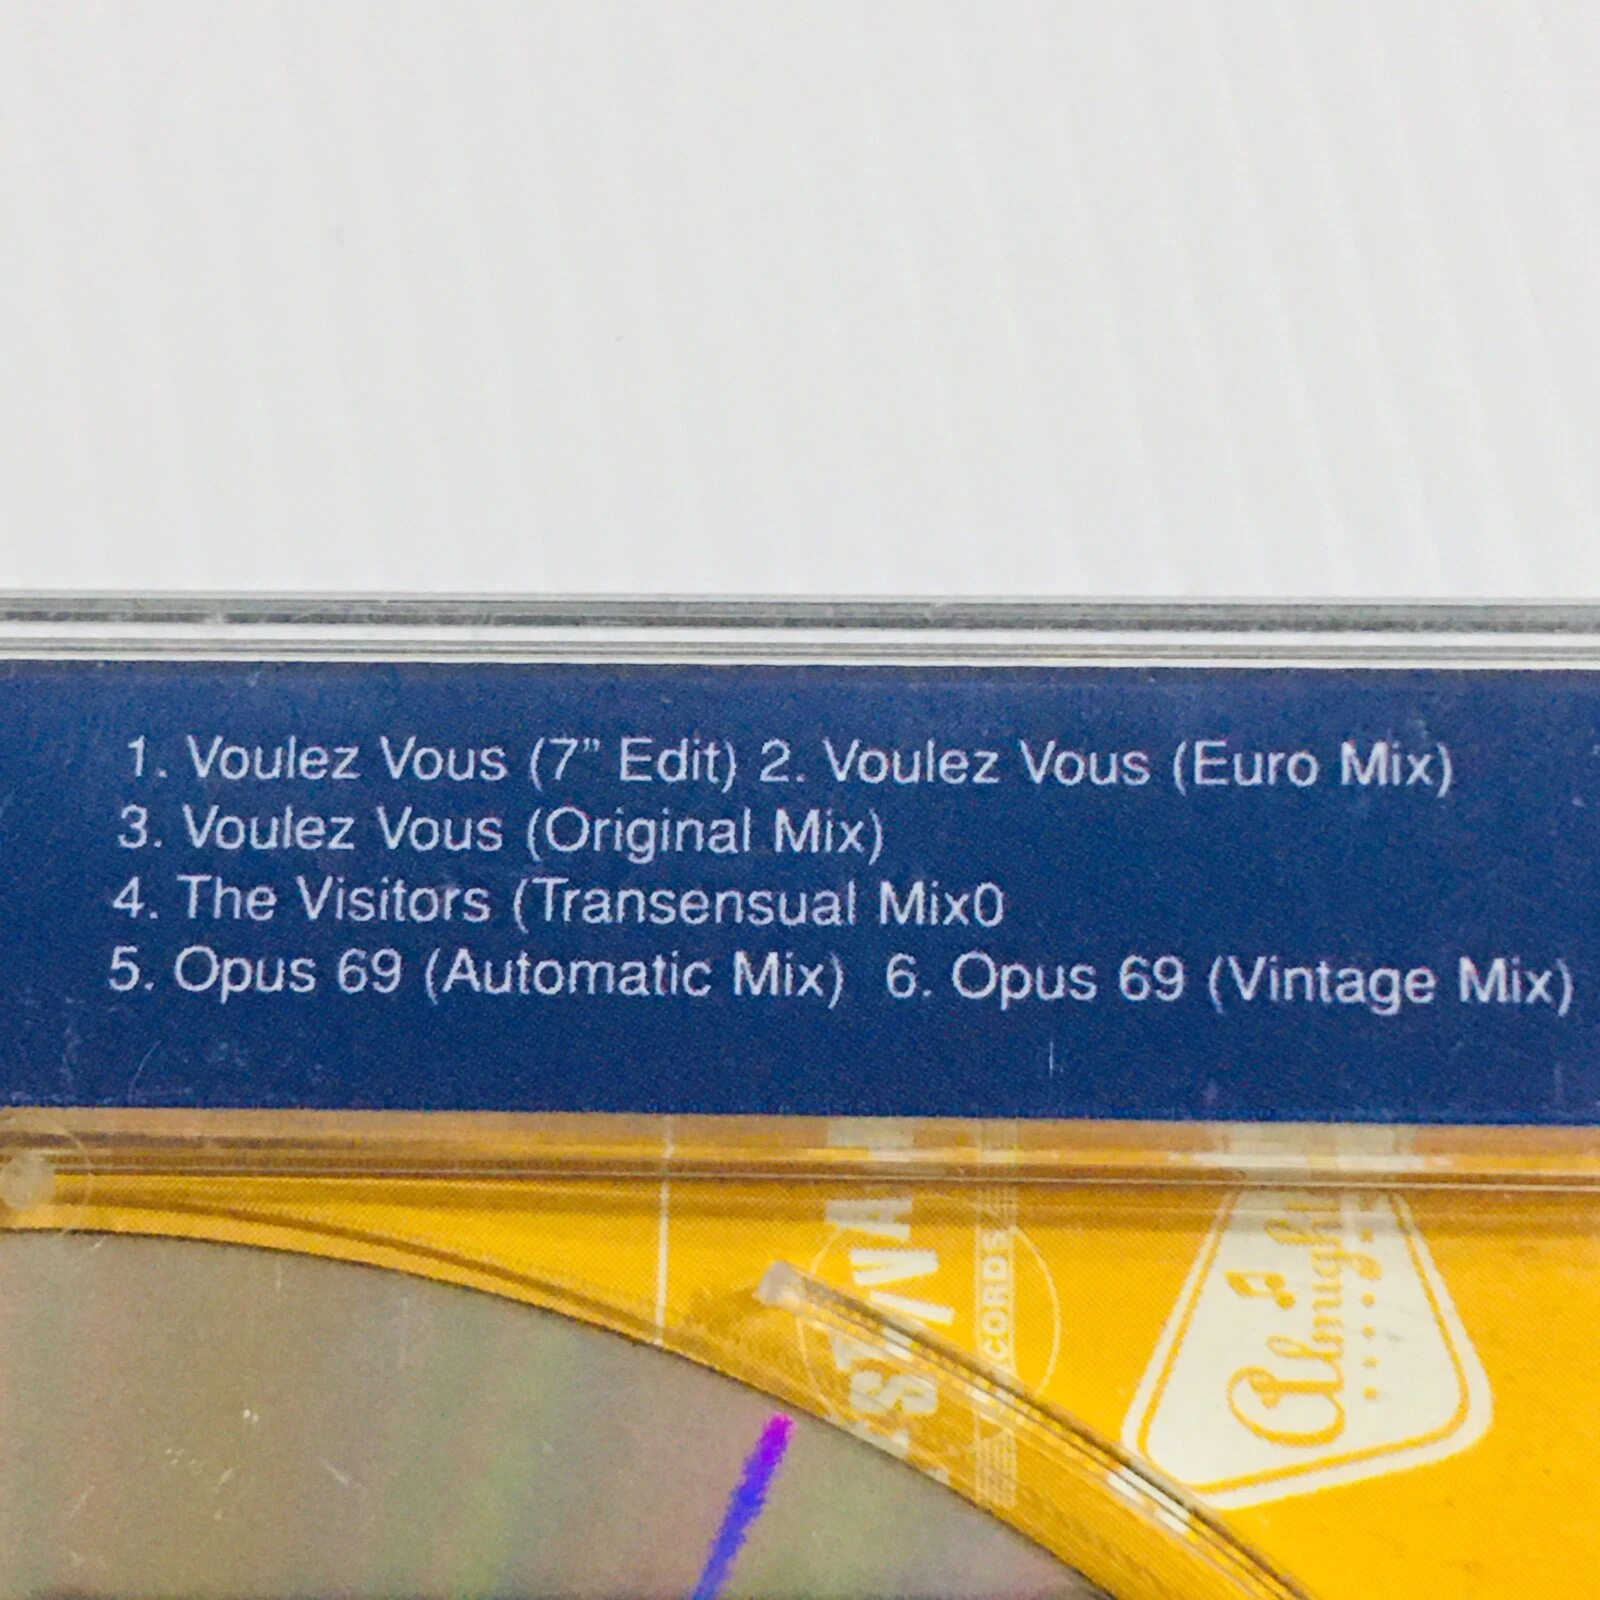 1. Voulez Vous (7” Edit) 2. Voulez Vous (Euro Mix)
3. Voulez Vous (Original Mix)
4. The Visitors (Transensual Mix0
5. Opus 69 (Automatic Mix) 6. Opus 69 (Vintage Mix)
Almighty